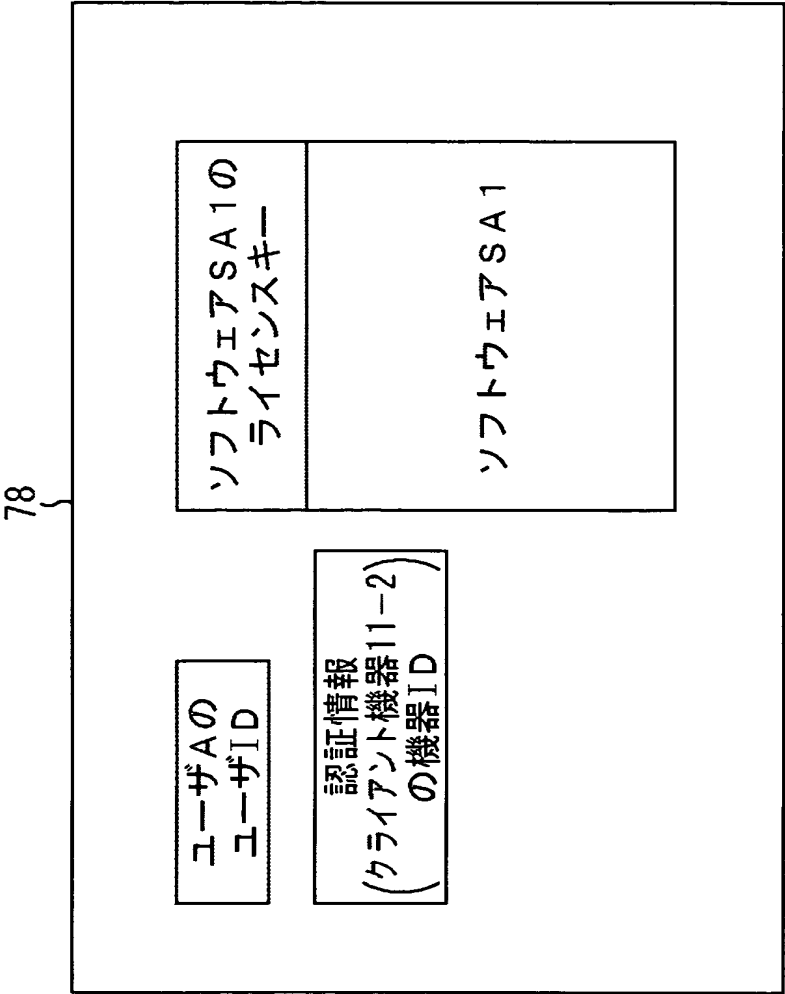 78
ユーザAの
ユーザID
認証情報
(クライアント機器11-2)
の機器ID
ソフトウェアSA1の
ライセンスキー
ソフトウェアSA1